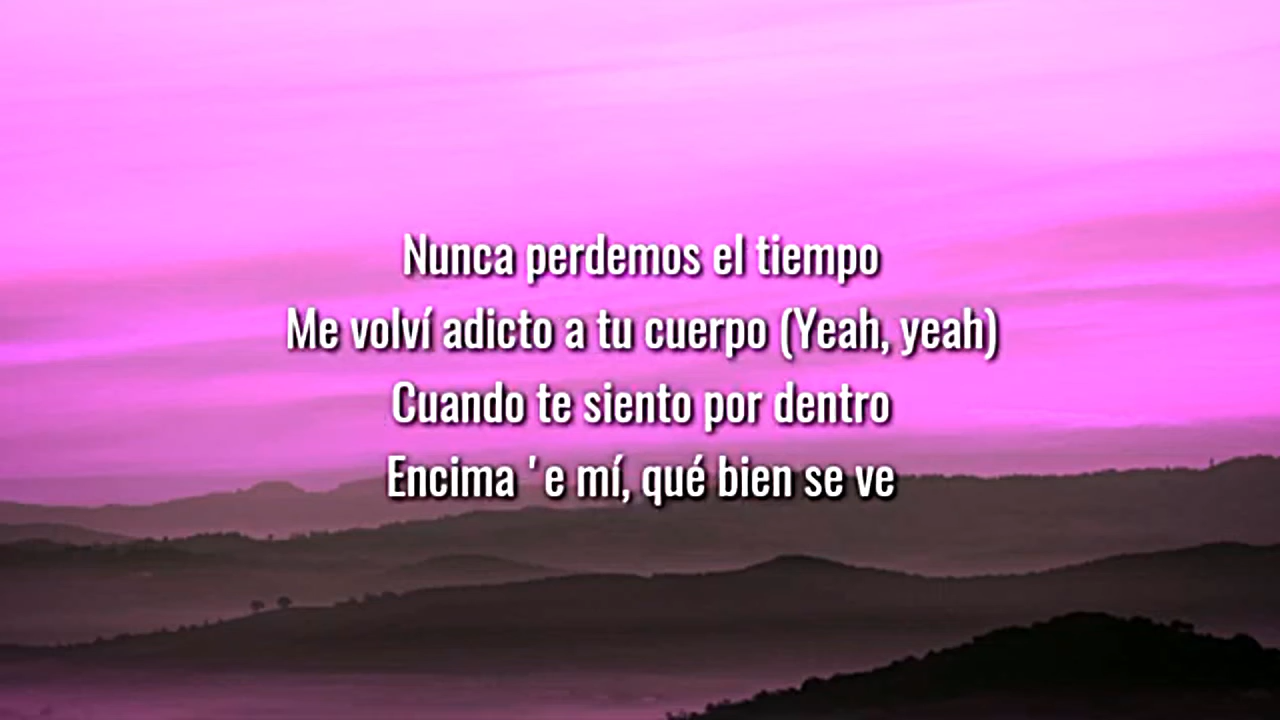 Nunca perdemos el tiempo
Me volví adicto a tu cuerpo (Yeah, yeah)
Cuando te siento por dentro
Encima 'e mí, qué bien se ve